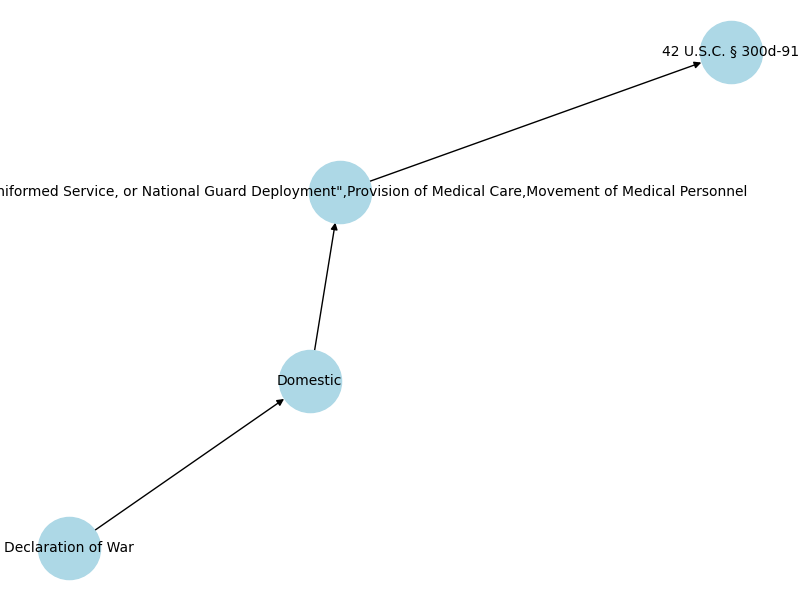 42 U.S.C. § 300d-91
niformed Service, or National Guard Deployment",Provision of Medical Care,Movement of Medical Personnel
Domestic
Declaration of War